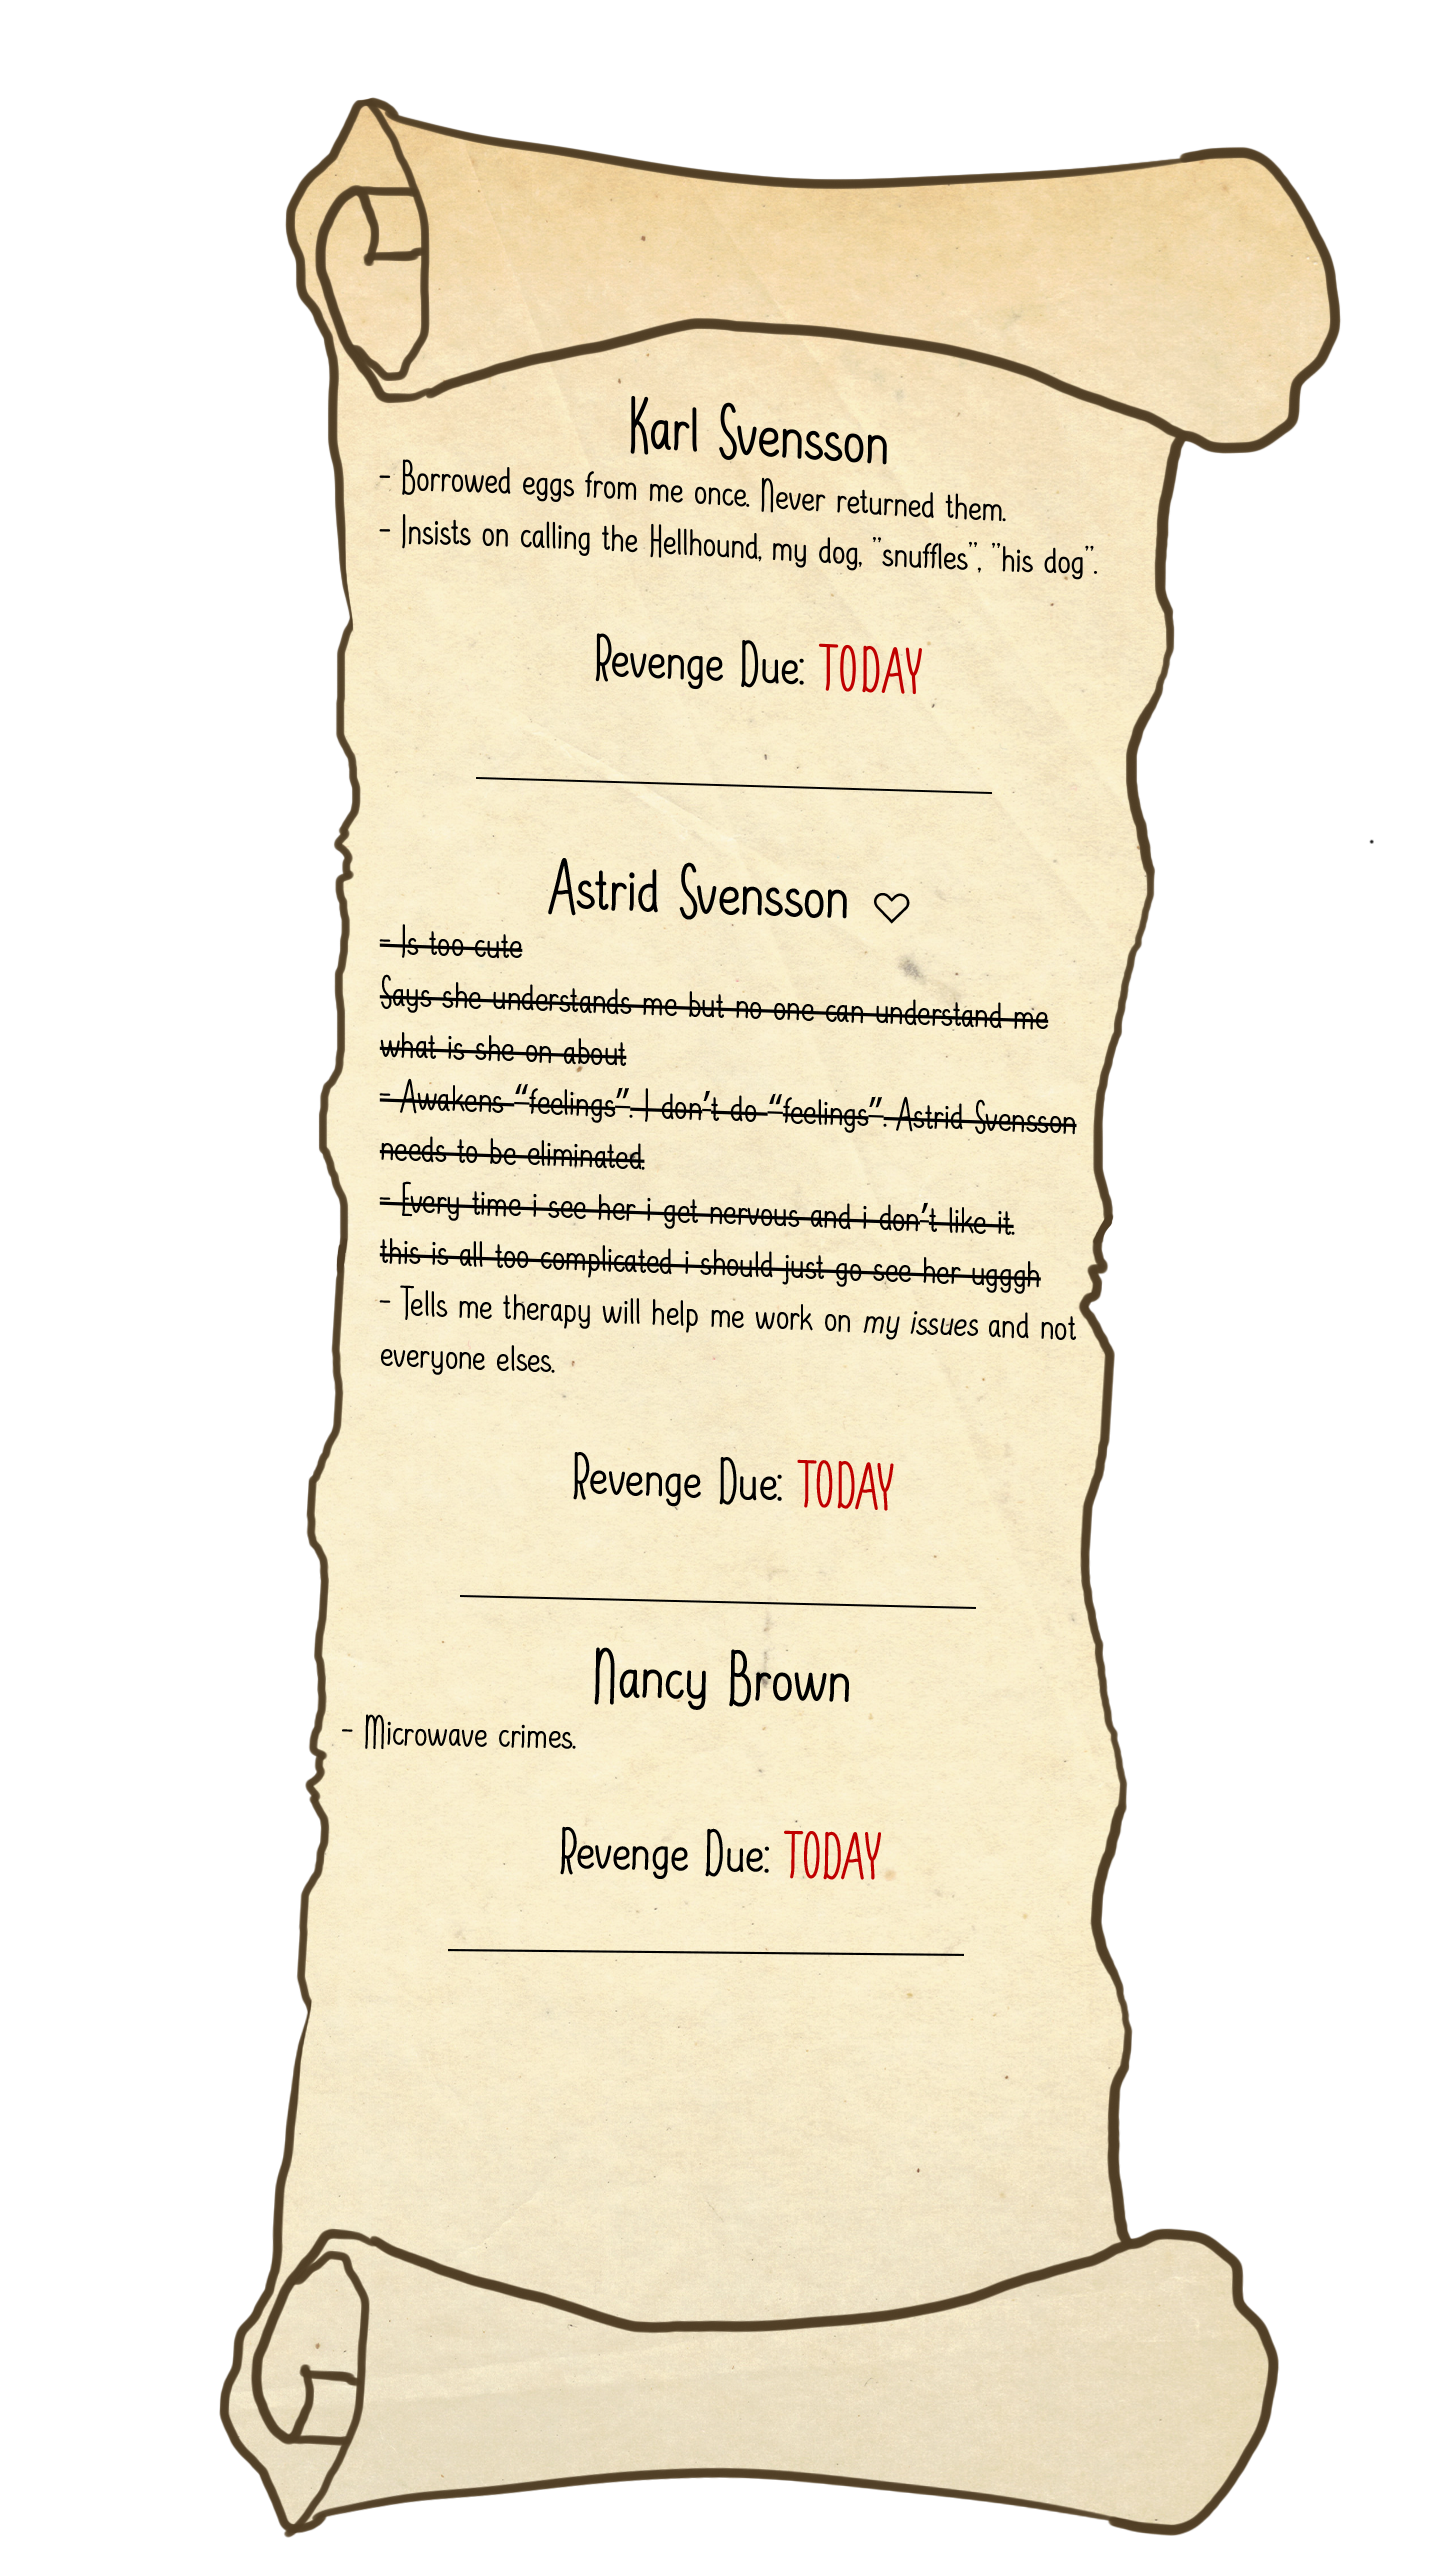 Karl Svensson
- Borrowed eggs from me once. Never returned them.
- Insists on calling the Hellhound, my dog, "snuffles", "his dog".
Revenge Due: TODAY
Astrid Svensson ♡
- Is too cute
Says she understands me but no one can understand me
what is she on about
- Awakens “feelings”. I don’t do “feelings”. Astrid Svensson
needs to be eliminated.
- Every time i see her i get nervous and i don’t like it.
this is all too complicated i should just go see her ugggh
- Tells me therapy will help me work on my issues and not
everyone elses.
Revenge Due: TODAY
Nancy Brown
- Microwave crimes.
Revenge Due: TODAY